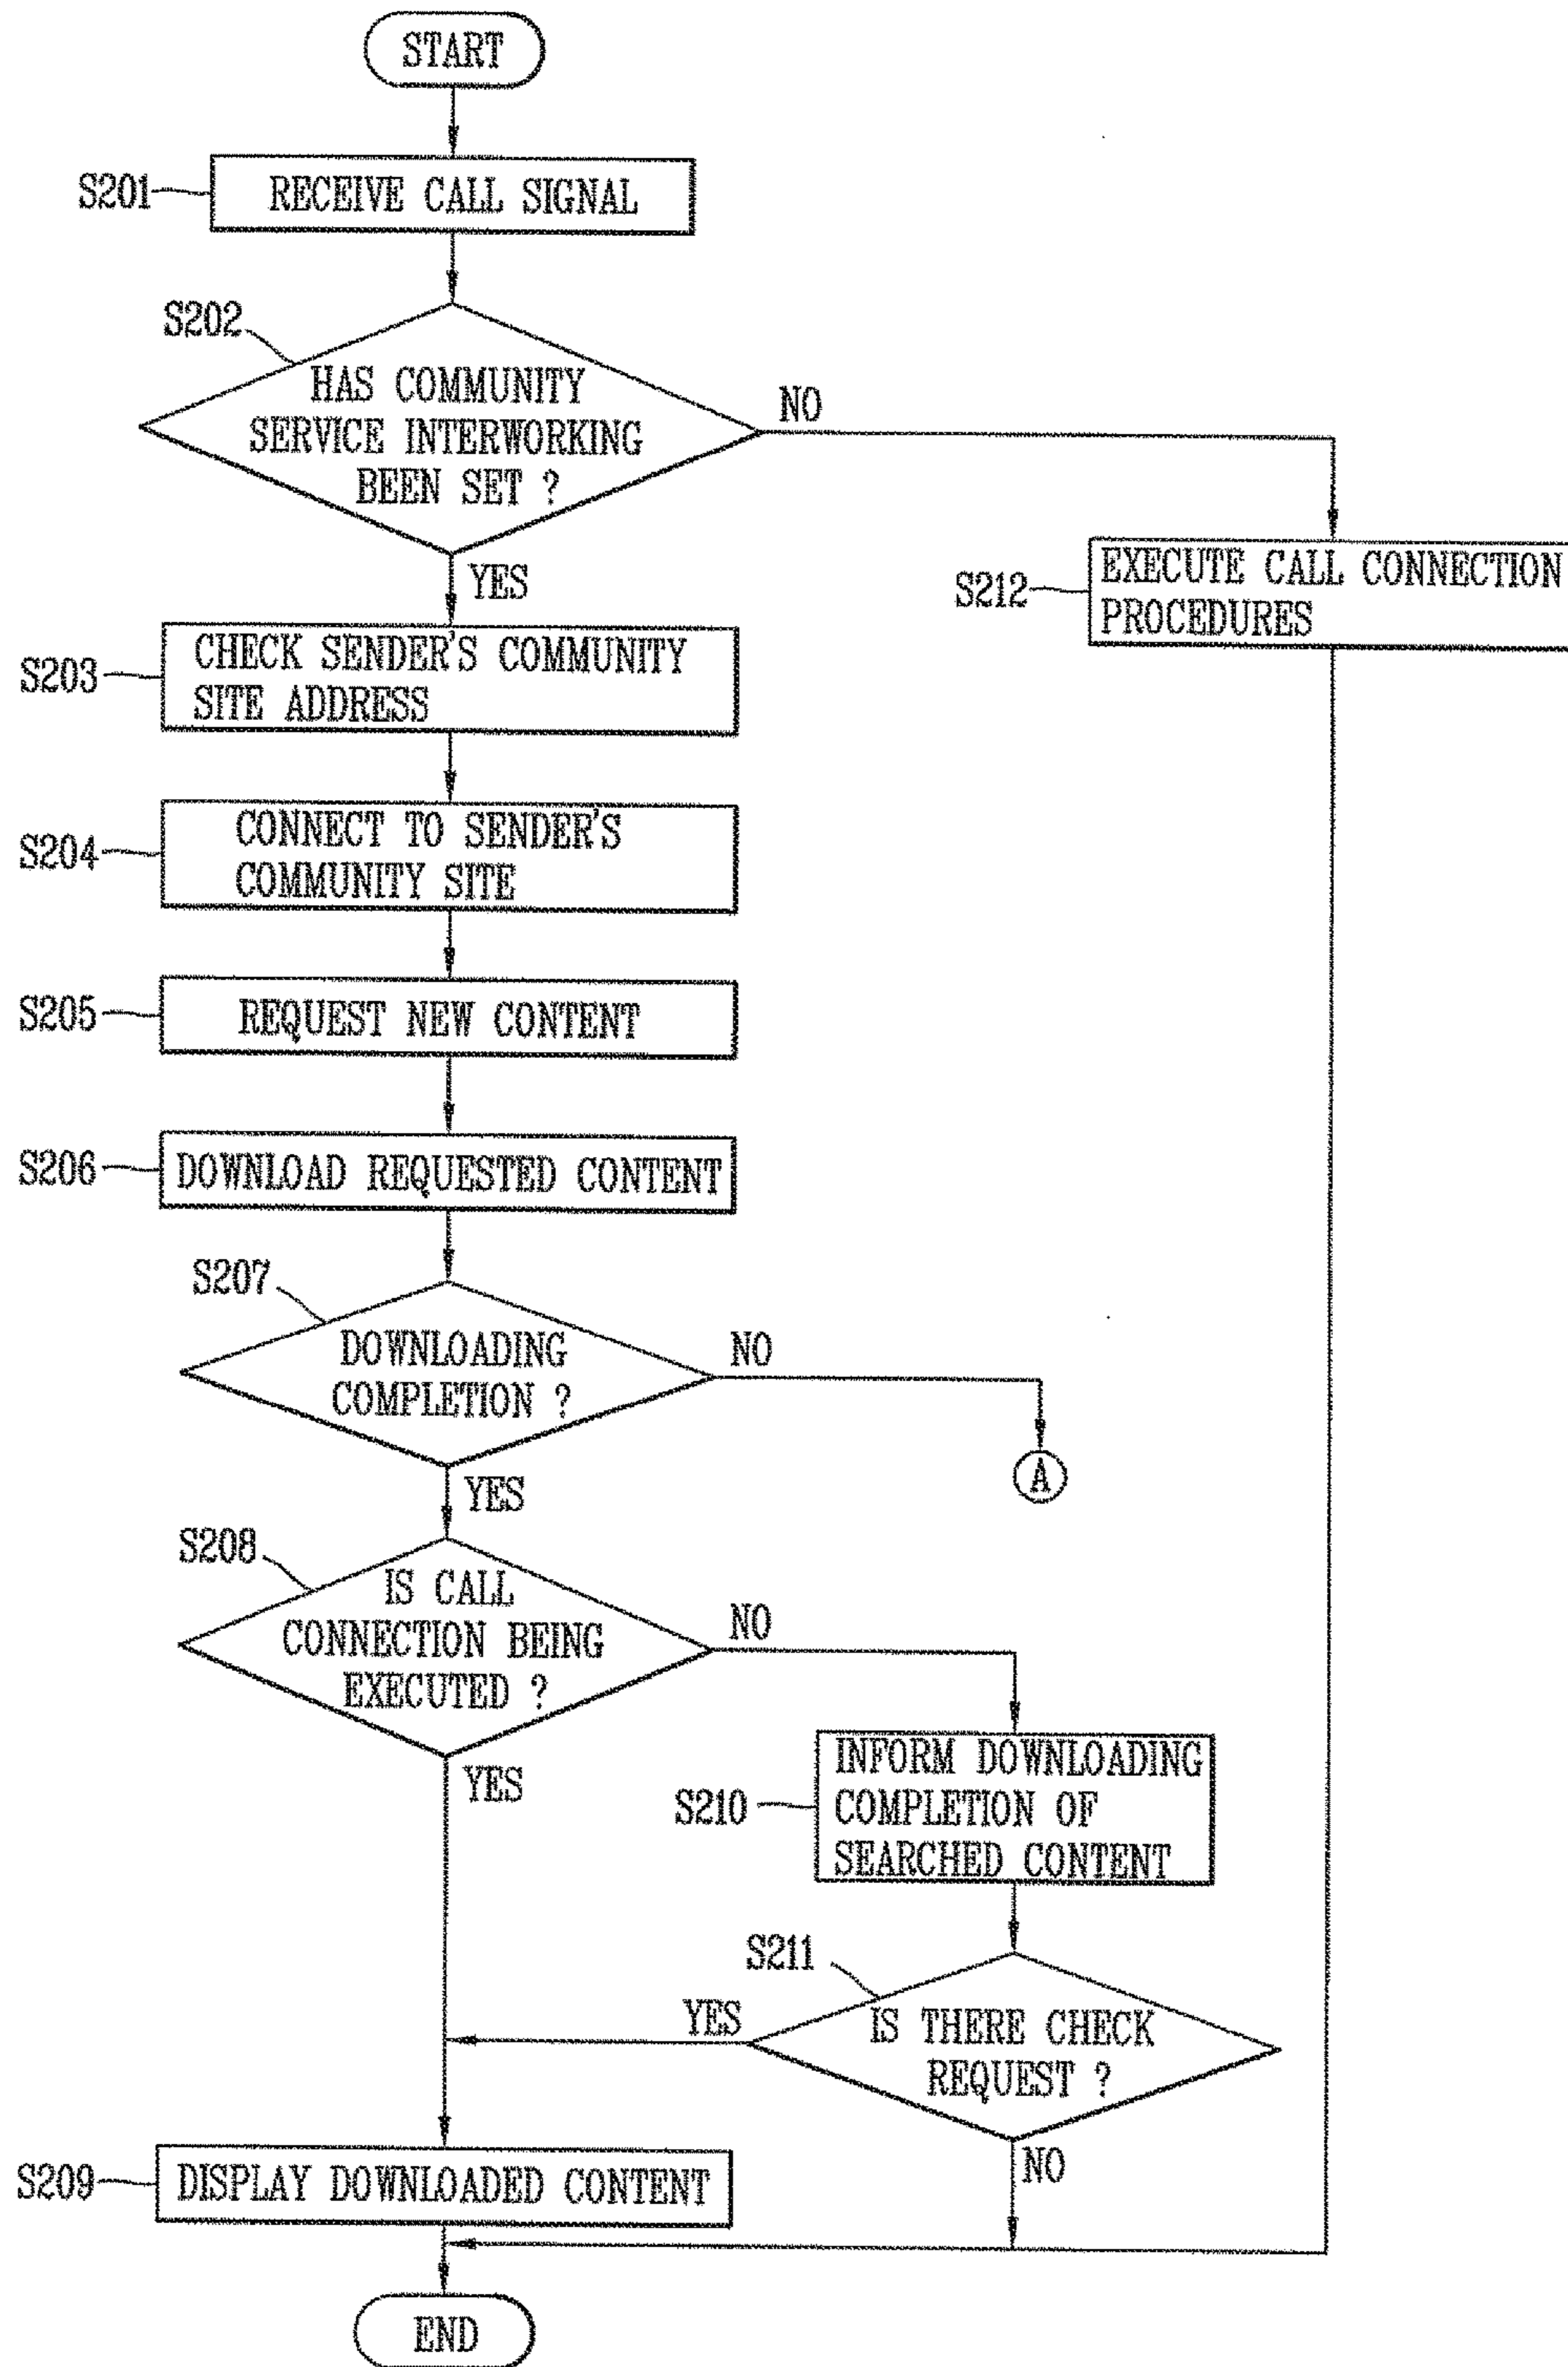 START
S201
RECEIVE CALL SIGNAL
S202
HAS COMMUNITY
SERVICE INTERWORKING
BEEN SET ?
NO
YES
S212
EXECUTE CALL CONNECTION
PROCEDURES
S203
CHECK SENDER'S COMMUNITY
SITE ADDRESS
S204
CONNECT TO SENDER'S
COMMUNITY SITE
S205
REQUEST NEW CONTENT
S206
DOWNLOAD REQUESTED CONTENT
S207
DOWNLOADING
COMPLETION ?
NO
A
YES
S208
IS CALL
CONNECTION BEING
EXECUTED ?
NO
YES
S210
INFORM DOWNLOADING
COMPLETION OF
SEARCHED CONTENT
S211
IS THERE CHECK
REQUEST ?
YES
NO
S209
DISPLAY DOWNLOADED CONTENT
END